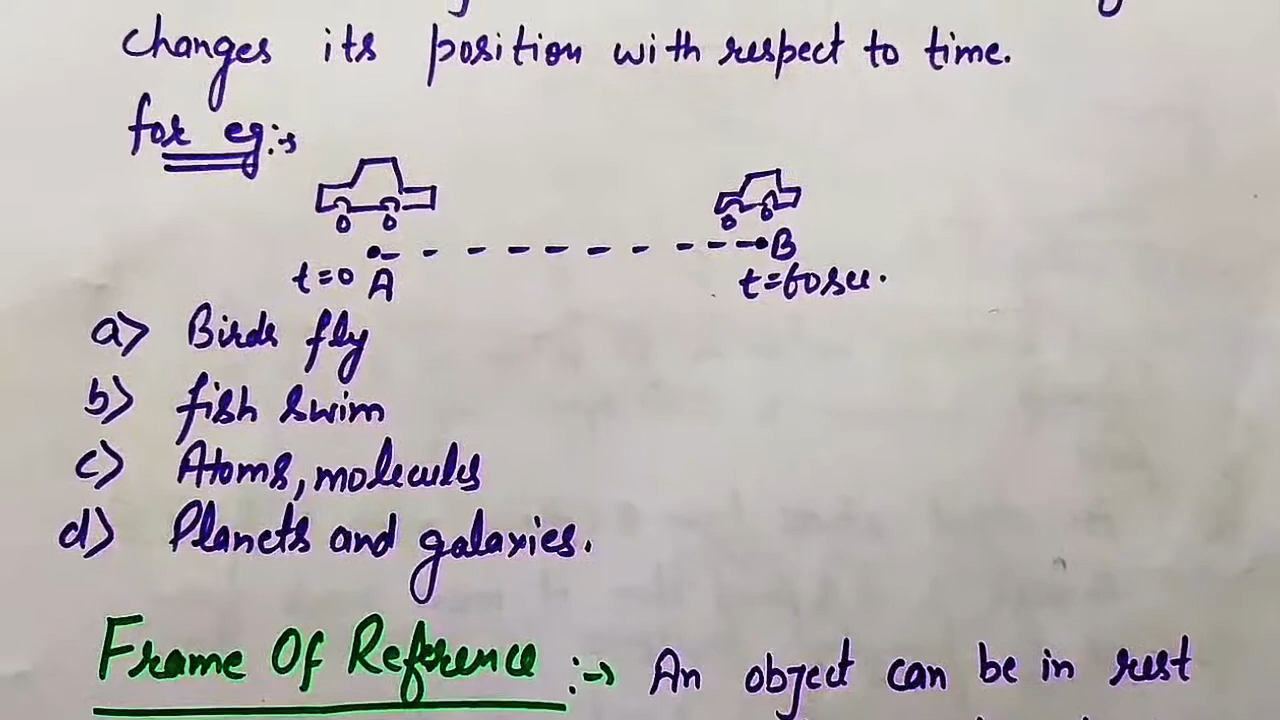 changes its position with respect to time.
for eg:→
B
t=0 A
t=60sec.
a) Birds fly
b) fish swim
c) Atoms, molecules
d) Planets and galaxies.
Frame Of Reference :→ An object can be in rest